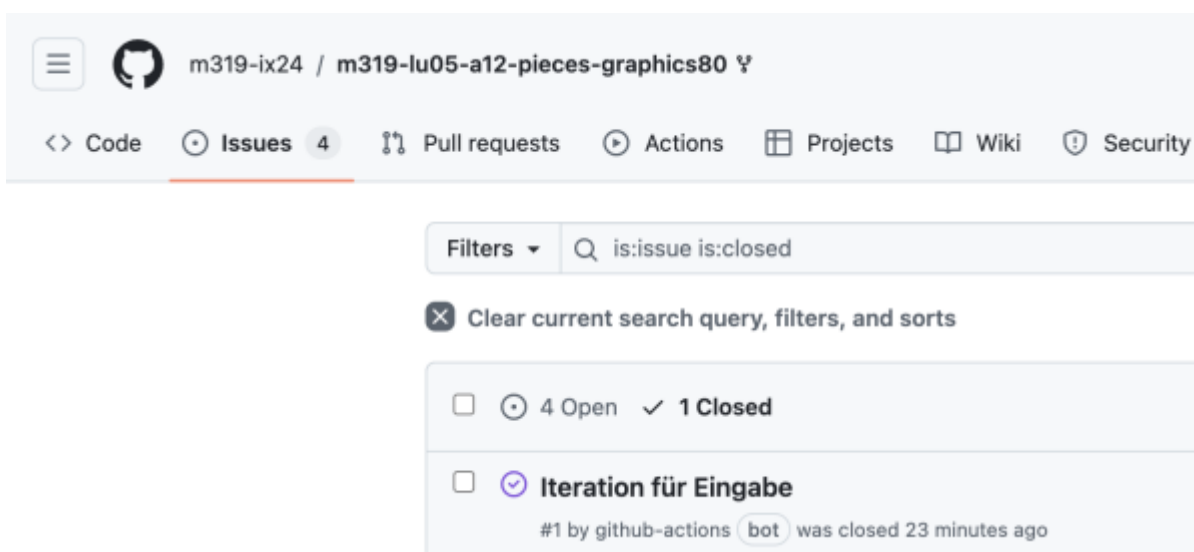 m319-ix24 / m319-lu05-a12-pieces-graphics80
Code Issues 4 Pull requests Actions Projects Wiki Security
Filters is:issue is:closed
Clear current search query, filters, and sorts
4 Open 1 Closed
Iteration für Eingabe
#1 by github-actions bot was closed 23 minutes ago